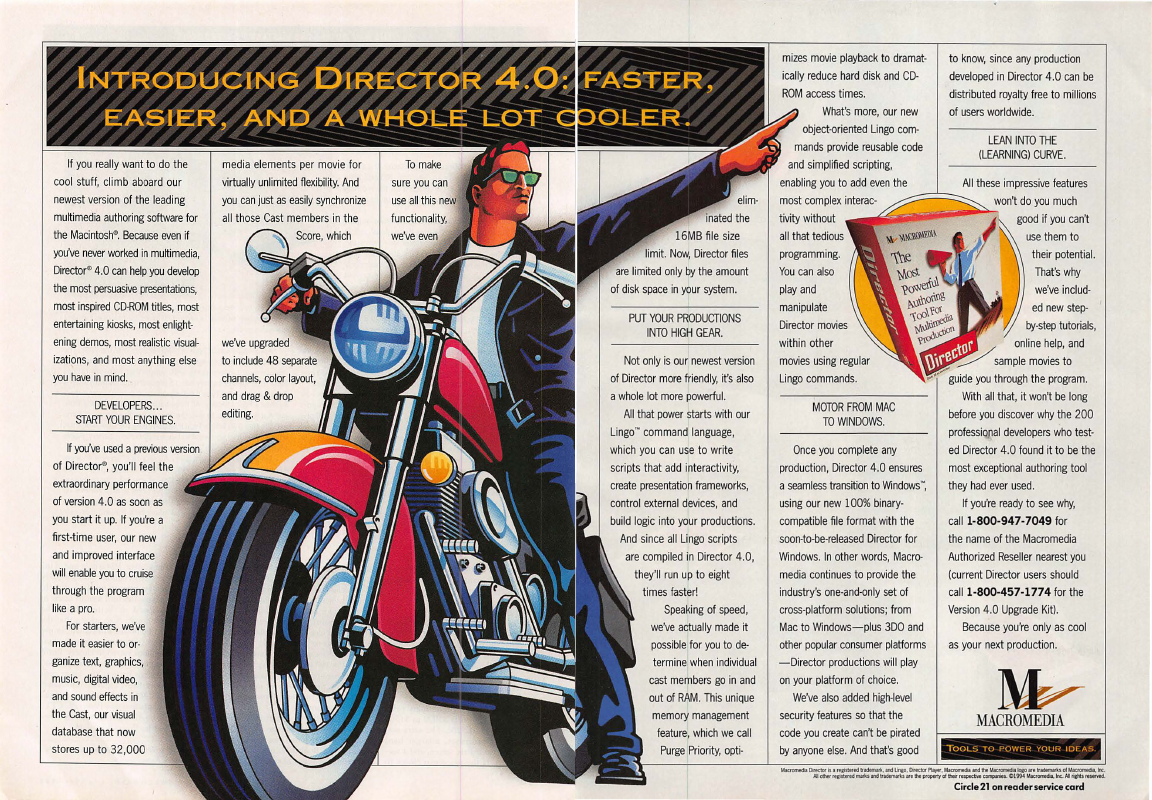 INTRODUCING DIRECTOR 4.0: FASTER,
EASIER, AND A WHOLE LOT COOLER.
If you really want to do the
cool stuff, climb aboard our
newest version of the leading
multimedia authoring software for
the Macintosh®. Because even if
you've never worked in multimedia,
Director® 4.0 can help you develop
the most persuasive presentations,
most inspired CD-ROM titles, most
entertaining kiosks, most enlight-
ening demos, most realistic visual-
izations, and most anything else
you have in mind.
DEVELOPERS...
START YOUR ENGINES.
If you've used a previous version
of Director®, you'll feel the
extraordinary performance
of version 4.0 as soon as
you start it up. If you're a
first-time user, our new
and improved interface
will enable you to cruise
through the program
like a pro.
For starters, we've
made it easier to or-
ganize text, graphics,
music, digital video,
and sound effects in
the Cast, our visual
database that now
stores up to 32,000
media elements per movie for
virtually unlimited flexibility. And
you can just as easily synchronize
all those Cast members in the
Score, which
we've upgraded
to include 48 separate
channels, color layout,
and drag & drop
editing.
To make
sure you can
use all this new
functionality,
we've even
elim-
inated the
16MB file size
limit. Now, Director files
are limited only by the amount
of disk space in your system.
PUT YOUR PRODUCTIONS
INTO HIGH GEAR.
Not only is our newest version
of Director more friendly, it's also
a whole lot more powerful.
All that power starts with our
Lingo™ command language,
which you can use to write
scripts that add interactivity,
create presentation frameworks,
control external devices, and
build logic into your productions.
And since all Lingo scripts
are compiled in Director 4.0,
they'll run up to eight
times faster!
Speaking of speed,
we've actually made it
possible for you to de-
termine when individual
cast members go in and
out of RAM. This unique
memory management
feature, which we call
Purge Priority, opti-
mizes movie playback to dramat-
ically reduce hard disk and CD-
ROM access times.
What's more, our new
object-oriented Lingo com-
mands provide reusable code
and simplified scripting,
enabling you to add even the
most complex interac-
tivity without
all that tedious
programming.
You can also
play and
manipulate
Director movies
within other
movies using regular
Lingo commands.
MOTOR FROM MAC
TO WINDOWS.
Once you complete any
production, Director 4.0 ensures
a seamless transition to Windows™,
using our new 100% binary-
compatible file format with the
soon-to-be-released Director for
Windows. In other words, Macro-
media continues to provide the
industry's one-and-only set of
cross-platform solutions; from
Mac to Windows—plus 3DO and
other popular consumer platforms
—Director productions will play
on your platform of choice.
We've also added high-level
security features so that the
code you create can't be pirated
by anyone else. And that's good
to know, since any production
developed in Director 4.0 can be
distributed royalty free to millions
of users worldwide.
LEAN INTO THE
(LEARNING) CURVE.
All these impressive features
won't do you much
good if you can't
use them to
their potential.
That's why
we've includ-
ed new step-
by-step tutorials,
online help, and
sample movies to
guide you through the program.
With all that, it won't be long
before you discover why the 200
professional developers who test-
ed Director 4.0 found it to be the
most exceptional authoring tool
they had ever used.
If you're ready to see why,
call 1-800-947-7049 for
the name of the Macromedia
Authorized Reseller nearest you
(current Director users should
call 1-800-457-1774 for the
Version 4.0 Upgrade Kit).
Because you're only as cool
as your next production.
Director
M MACROMEDIA
The
Most
Powerful
Authoring
Tool For
Multimedia
Production
Director
M
MACROMEDIA
TOOLS TO POWER YOUR IDEAS.
Macromedia Director is a registered trademark, and Lingo, Director Player, Macromedia and the Macromedia logo are trademarks of Macromedia, Inc.
All other registered marks and trademarks are the property of their respective companies. ©1994 Macromedia, Inc. All rights reserved.
Circle 21 on reader service card